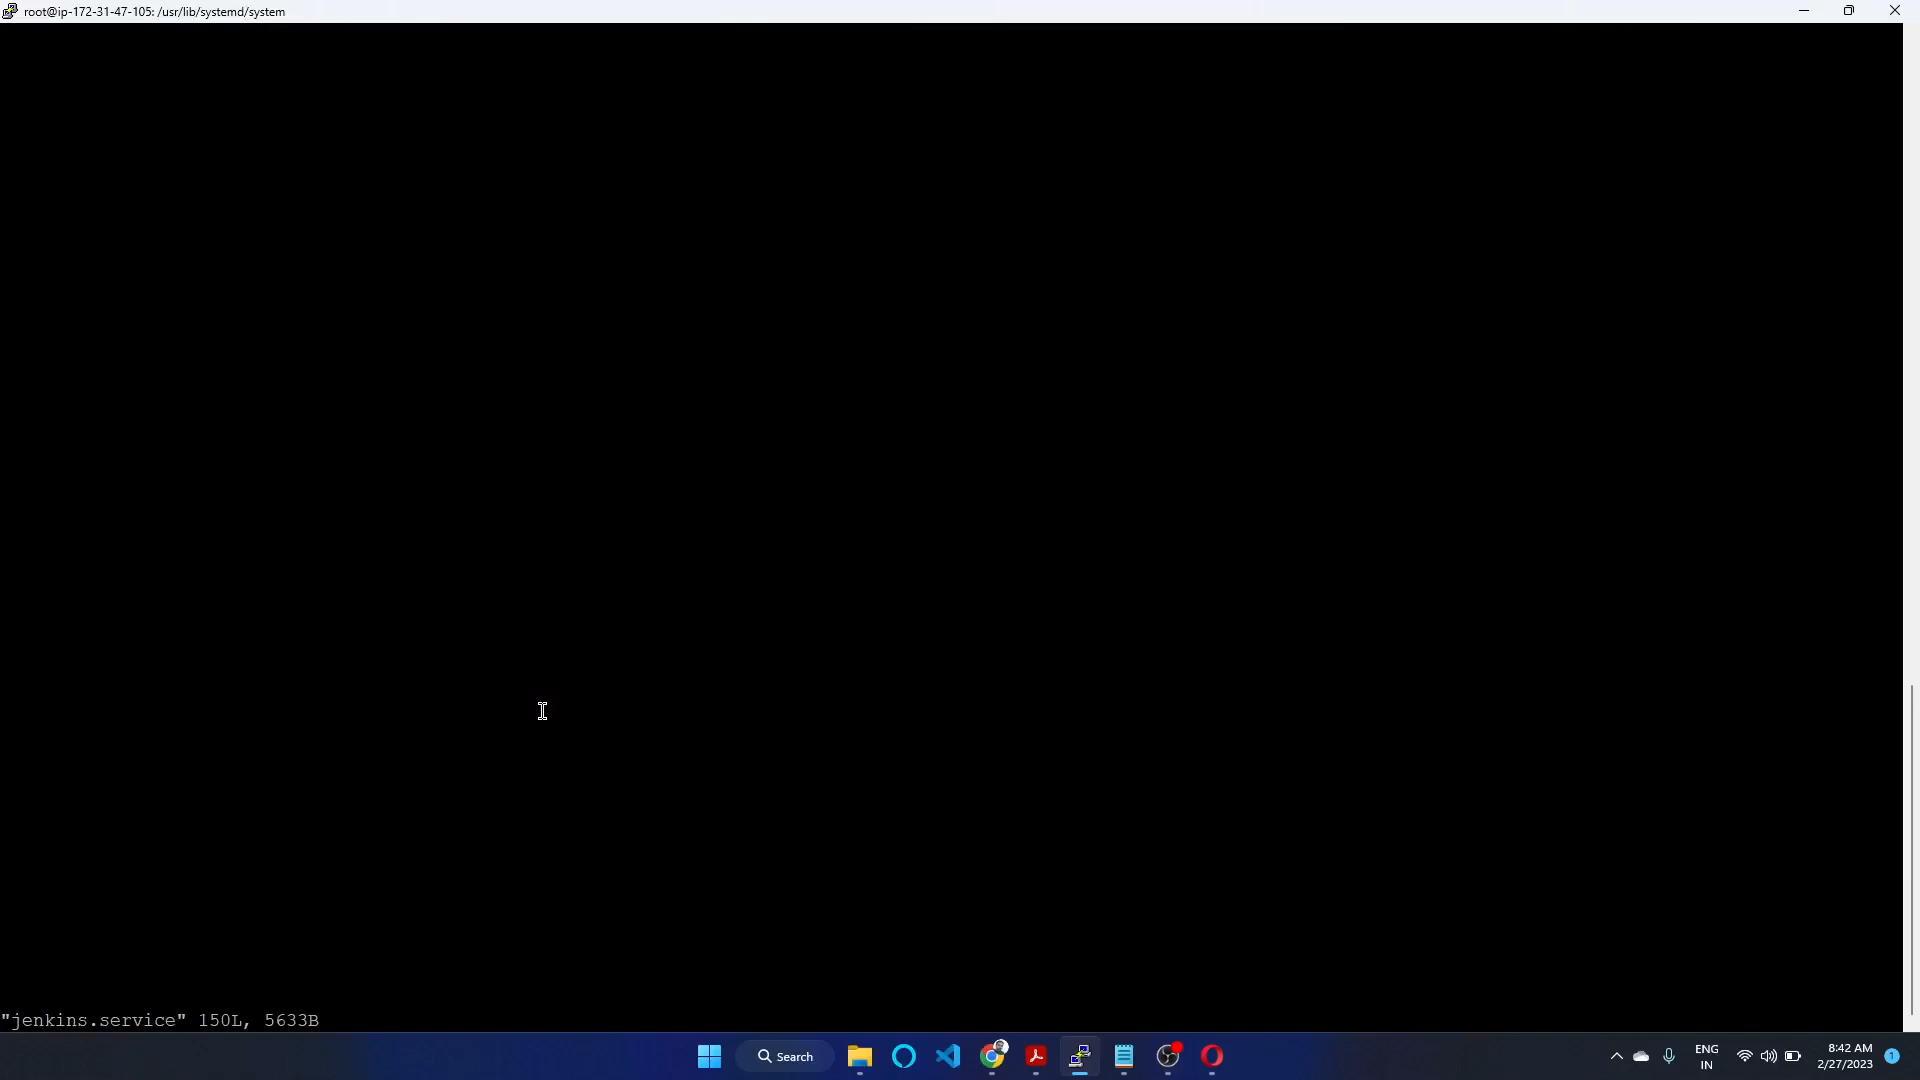 root@ip-172-31-47-105: /usr/lib/systemd/system
"jenkins.service" 150L, 5633B
Search
ENG
IN
8:42 AM
2/27/2023
1